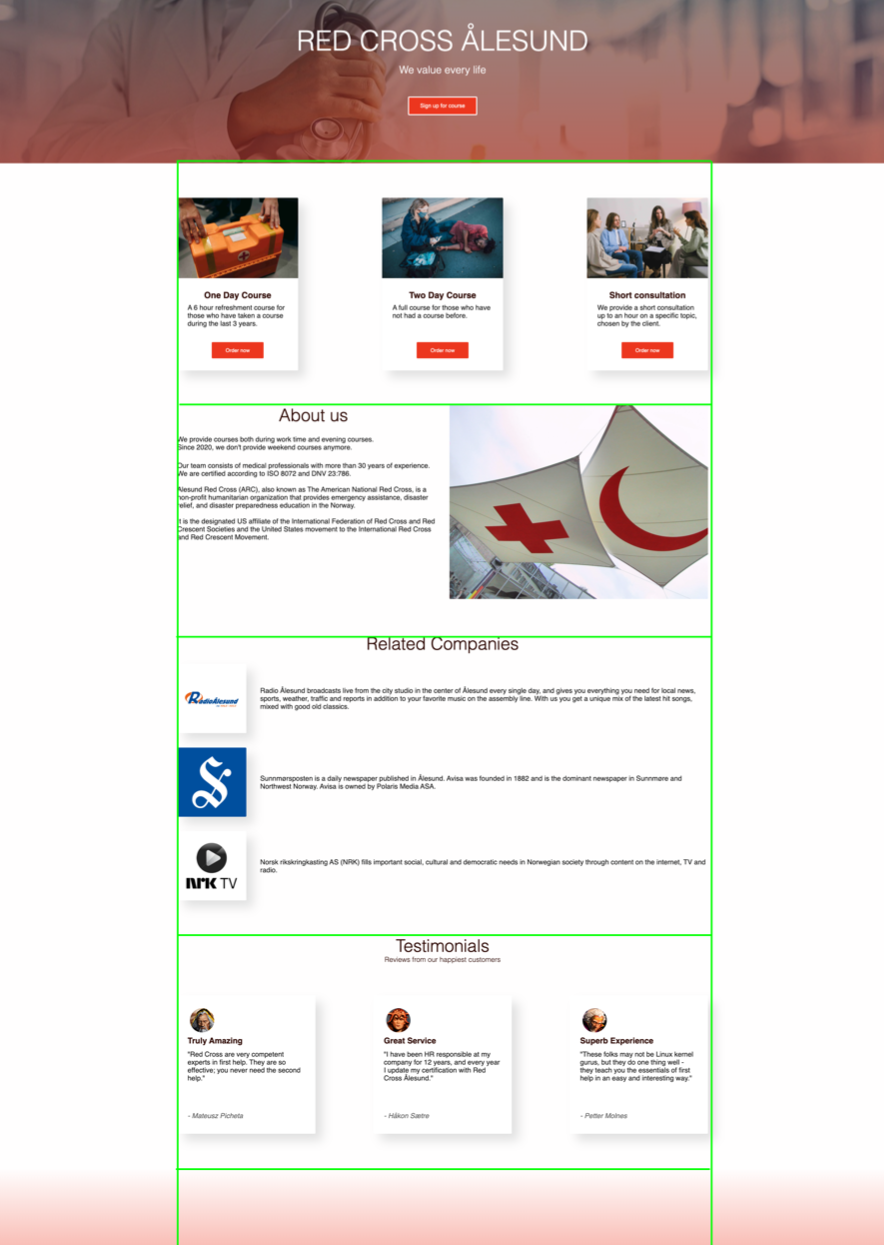 RED CROSS ÅLESUND
We value every life
Sign up for course
One Day Course
A 6 hour refreshment course for
those who have taken a course
during the last 3 years.
Order now
Two Day Course
A full course for those who have
not had a course before.
Order now
Short consultation
We provide a short consultation
up to an hour on a specific topic,
chosen by the client.
Order now
About us
We provide courses both during work time and evening courses.
Since 2020, we don't provide weekend courses anymore.
Our team consists of medical professionals with more than 30 years of experience.
We are certified according to ISO 8072 and DNV 23:786.
Alesund Red Cross (ARC), also known as The American National Red Cross, is a
non-profit humanitarian organization that provides emergency assistance, disaster
relief, and disaster preparedness education in the Norway.
It is the designated US affiliate of the International Federation of Red Cross and Red
Crescent Societies and the United States movement to the International Red Cross
and Red Crescent Movement.
Related Companies
RadioÅlesund
Radio Ålesund broadcasts live from the city studio in the center of Ålesund every single day, and gives you everything you need for local news,
sports, weather, traffic and reports in addition to your favorite music on the assembly line. With us you get a unique mix of the latest hit songs,
mixed with good old classics.
S
Sunnmørsposten is a daily newspaper published in Ålesund. Avisa was founded in 1882 and is the dominant newspaper in Sunnmøre and
Northwest Norway. Avisa is owned by Polaris Media ASA.
NRK TV
Norsk rikskringkasting AS (NRK) fills important social, cultural and democratic needs in Norwegian society through content on the internet, TV and
radio.
Testimonials
Reviews from our happiest customers
Truly Amazing
"Red Cross are very competent
experts in first help. They are so
effective; you never need the second
help."
- Mateusz Picheta
Great Service
"I have been HR responsible at my
company for 12 years, and every year
I update my certification with Red
Cross Ålesund."
- Håkon Sætre
Superb Experience
"These folks may not be Linux kernel
gurus, but they do one thing well -
they teach you the essentials of first
help in an easy and interesting way."
- Petter Molnes